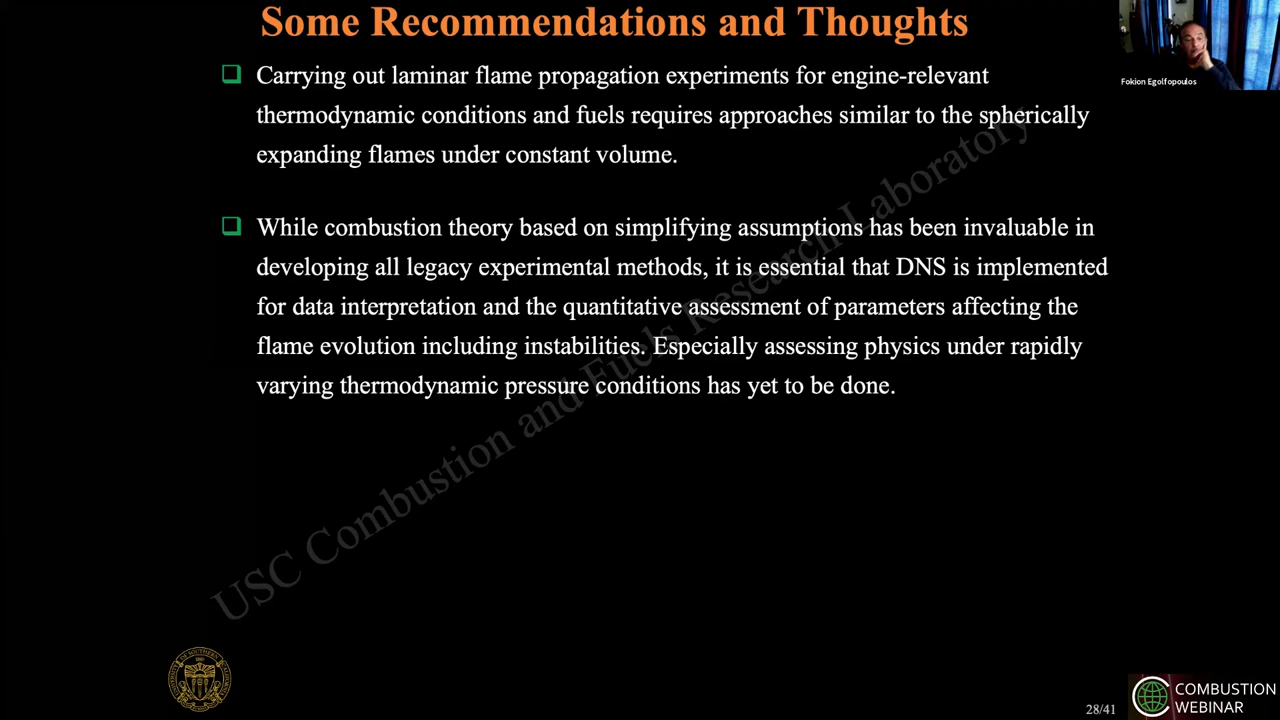 Some Recommendations and Thoughts
Fokion Egolfopoulos
Carrying out laminar flame propagation experiments for engine-relevant
thermodynamic conditions and fuels requires approaches similar to the spherically
expanding flames under constant volume.
While combustion theory based on simplifying assumptions has been invaluable in
developing all legacy experimental methods, it is essential that DNS is implemented
for data interpretation and the quantitative assessment of parameters affecting the
flame evolution including instabilities. Especially assessing physics under rapidly
varying thermodynamic pressure conditions has yet to be done.
USC Combustion and Fuels Research Laboratory
28/41
COMBUSTION
WEBINAR